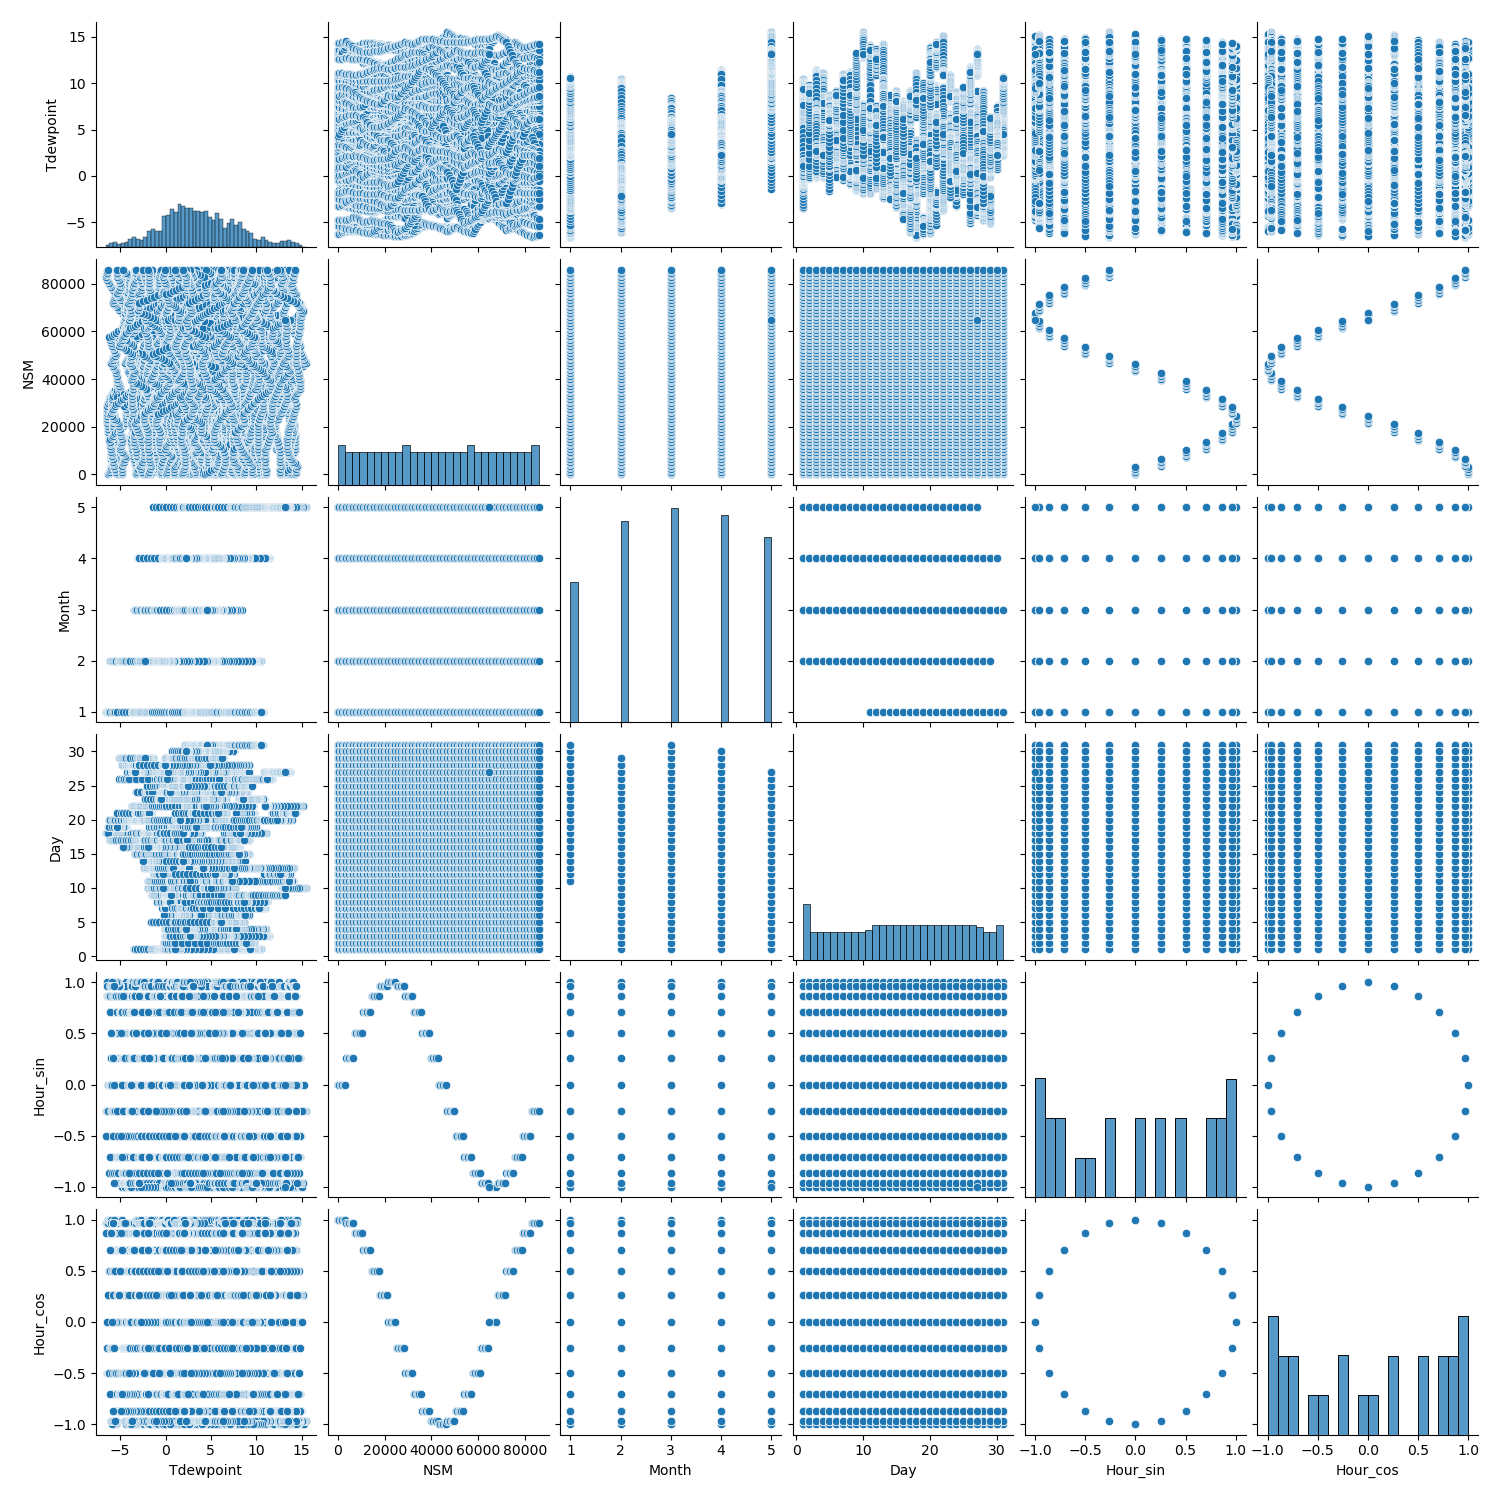 15
10
5
0
−5
Tdewpoint
80000
60000
40000
20000
0
NSM
5
4
3
2
1
Month
30
25
20
15
10
5
0
Day
1.0
0.5
0.0
−0.5
−1.0
Hour_sin
1.0
0.5
0.0
−0.5
−1.0
Hour_cos
−5 0 5 10 15
Tdewpoint
0 20000 40000 60000 80000
NSM
1 2 3 4 5
Month
0 10 20 30
Day
−1.0 −0.5 0.0 0.5 1.0
Hour_sin
−1.0 −0.5 0.0 0.5 1.0
Hour_cos